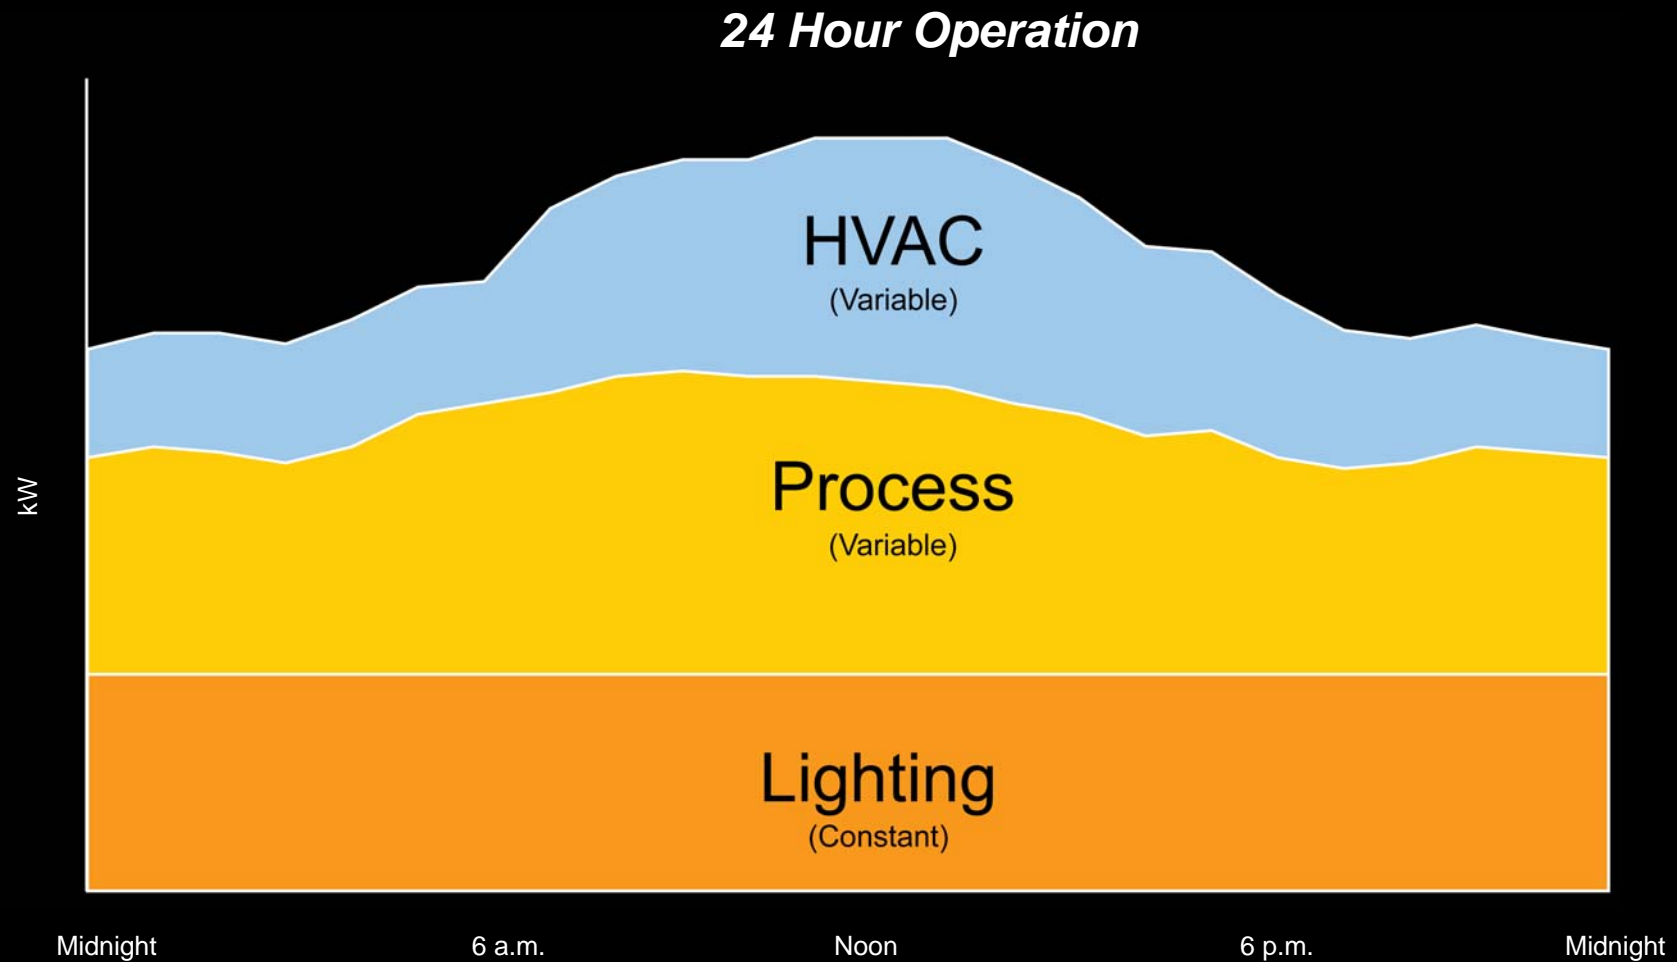 24 Hour Operation
HVAC
(Variable)
Process
(Variable)
kW
Lighting
(Constant)
Midnight 6 a.m. Noon 6 p.m. Midnight